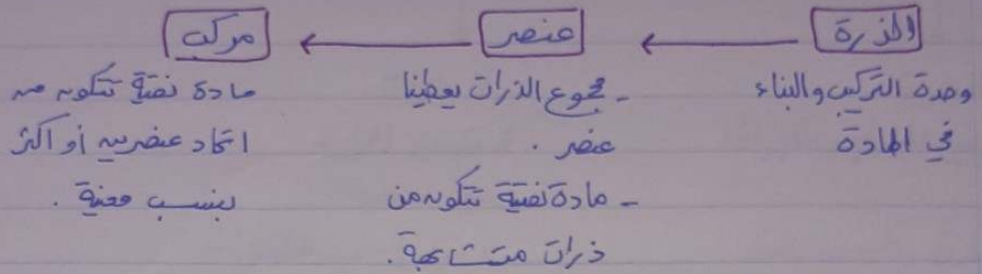 الذرة
عنصر
مركب
وحدة التركيب والبناء
في المادة
- مجموع الذرات يعطينا
عنصر .
- مادة نقية تتكون من
ذرات متشابهة.
مادة نقية تتكون من
اتحاد عنصرين أو أكثر
بنسب معينة .